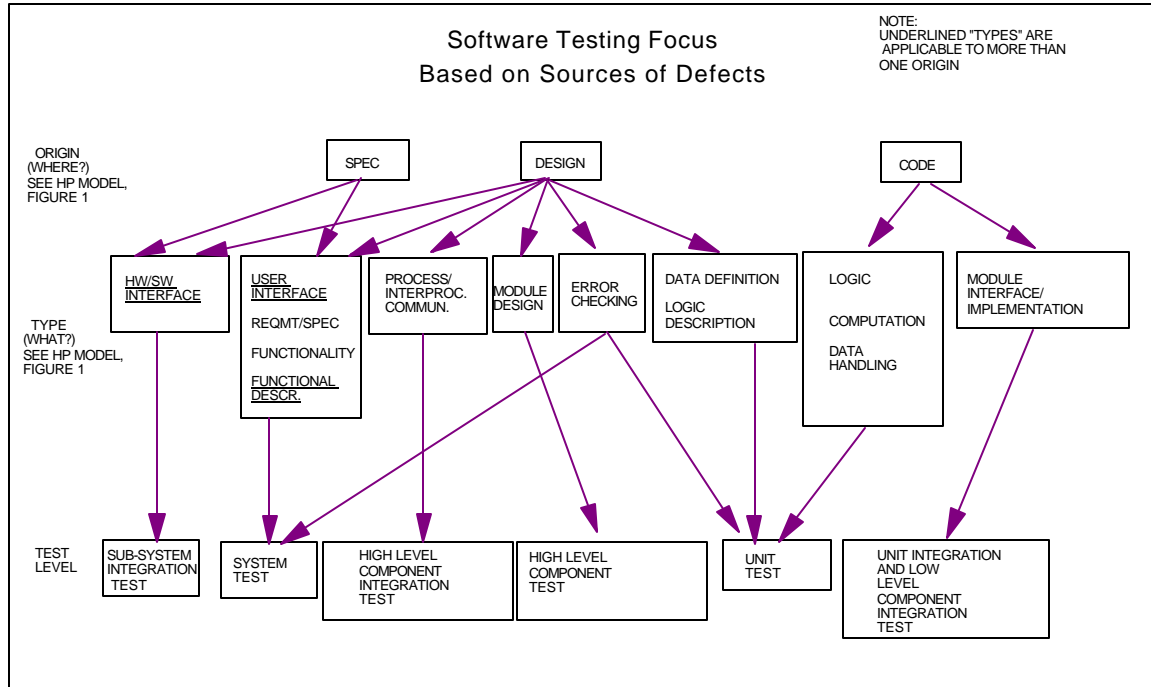 Software Testing Focus
Based on Sources of Defects
NOTE:
UNDERLINED "TYPES" ARE
APPLICABLE TO MORE THAN
ONE ORIGIN
ORIGIN
(WHERE?)
SEE HP MODEL,
FIGURE 1
SPEC
DESIGN
CODE
TYPE
(WHAT?)
SEE HP MODEL,
FIGURE 1
HW/SW
INTERFACE
USER
INTERFACE
REQMT/SPEC
FUNCTIONALITY
FUNCTIONAL
DESCR.
PROCESS/
INTERPROC.
COMMUN.
MODULE
DESIGN
ERROR
CHECKING
DATA DEFINITION
LOGIC
DESCRIPTION
LOGIC
COMPUTATION
DATA
HANDLING
MODULE
INTERFACE/
IMPLEMENTATION
TEST
LEVEL
SUB-SYSTEM
INTEGRATION
TEST
SYSTEM
TEST
HIGH LEVEL
COMPONENT
INTEGRATION
TEST
HIGH LEVEL
COMPONENT
TEST
UNIT
TEST
UNIT INTEGRATION
AND LOW
LEVEL
COMPONENT
INTEGRATION
TEST